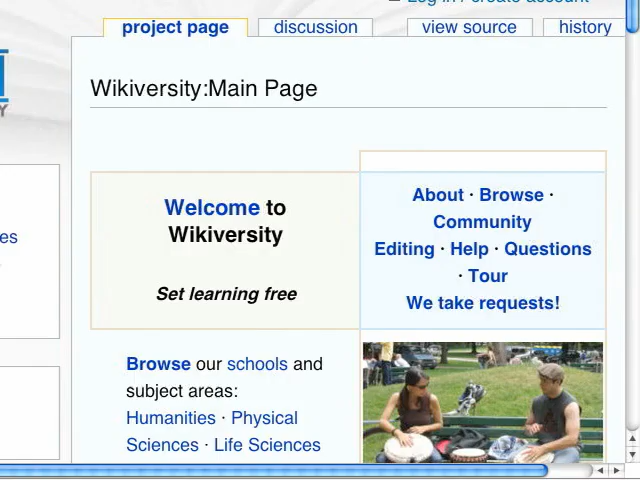 project page
discussion
view source
history
Wikiversity:Main Page
Welcome to
Wikiversity
Set learning free
About · Browse ·
Community
Editing · Help · Questions
· Tour
We take requests!
Browse our schools and
subject areas:
Humanities · Physical
Sciences · Life Sciences